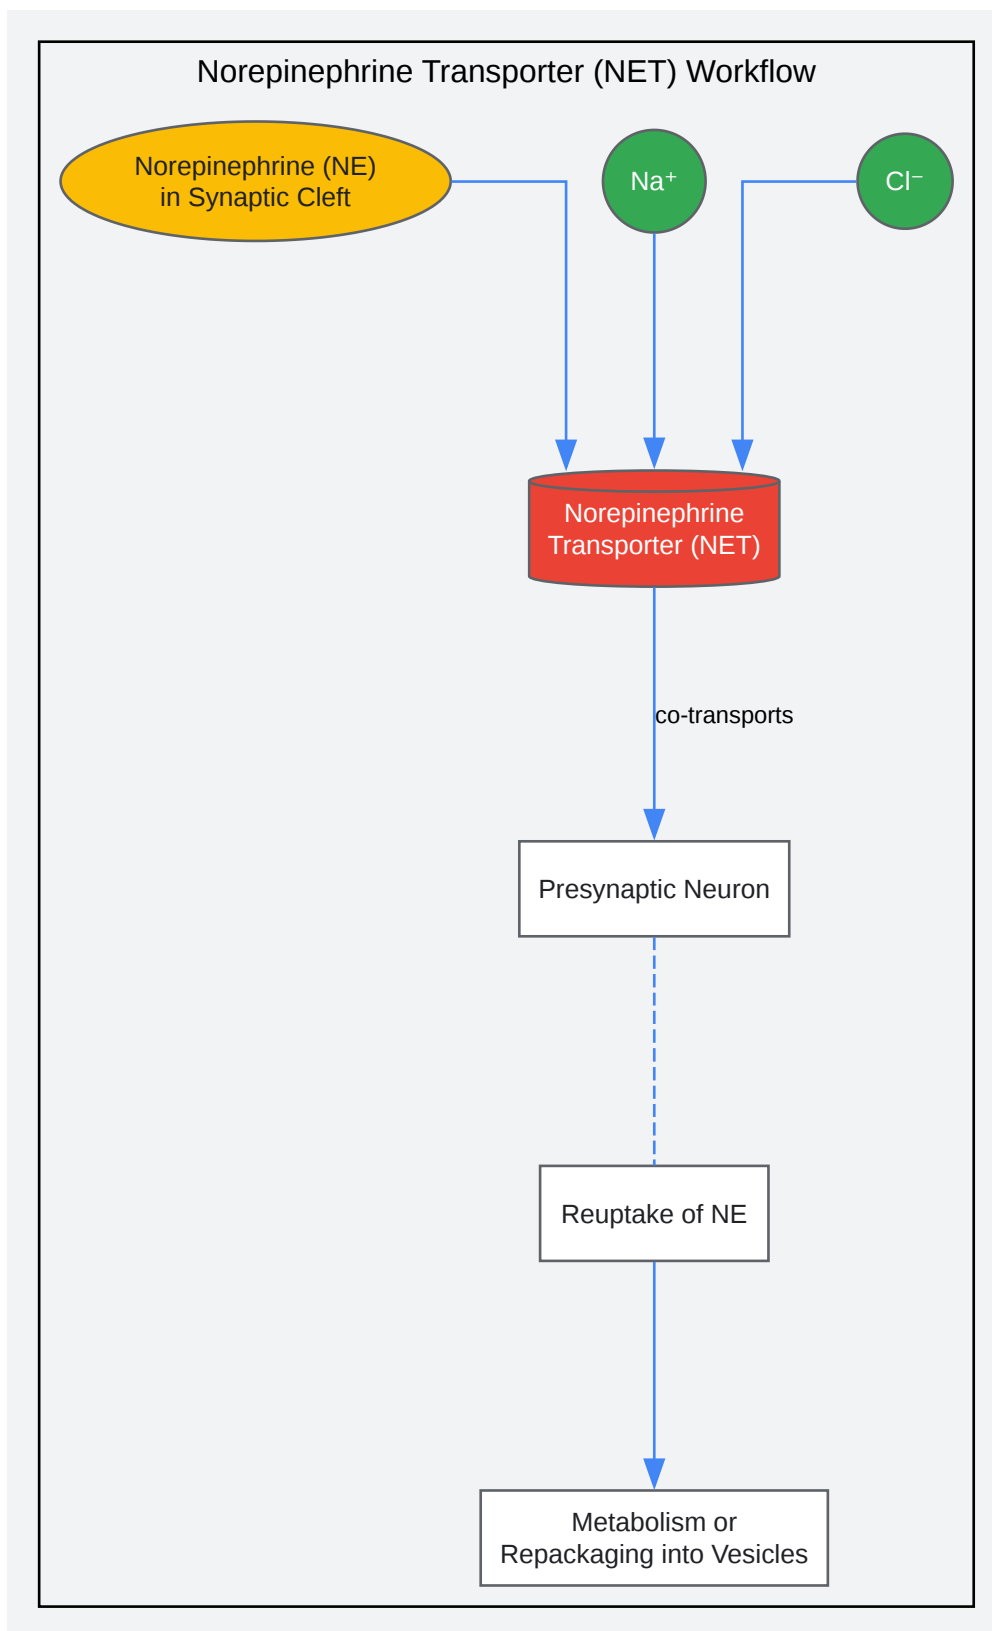 Norepinephrine Transporter (NET) Workflow
Norepinephrine (NE)
in Synaptic Cleft
Na⁺
Cl⁻
Norepinephrine
Transporter (NET)
co-transports
Presynaptic Neuron
Reuptake of NE
Metabolism or
Repackaging into Vesicles